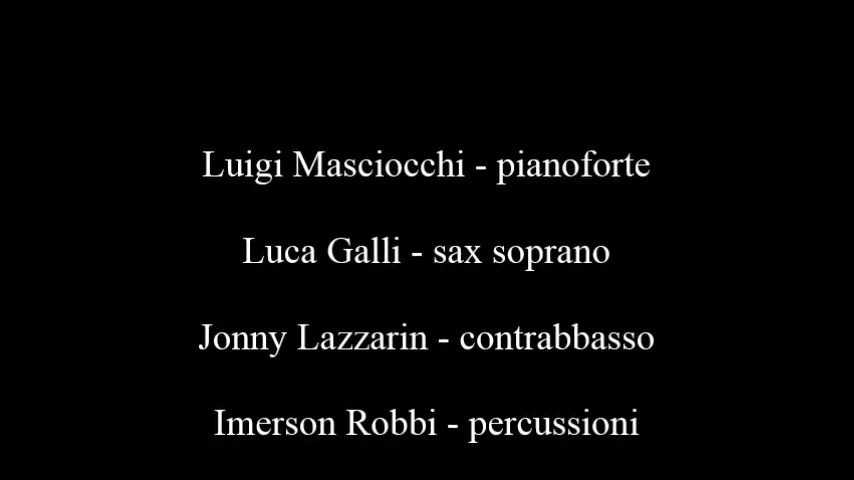 Luigi Masciocchi - pianoforte
Luca Galli - sax soprano
Jonny Lazzarin - contrabbasso
Imerson Robbi - percussioni